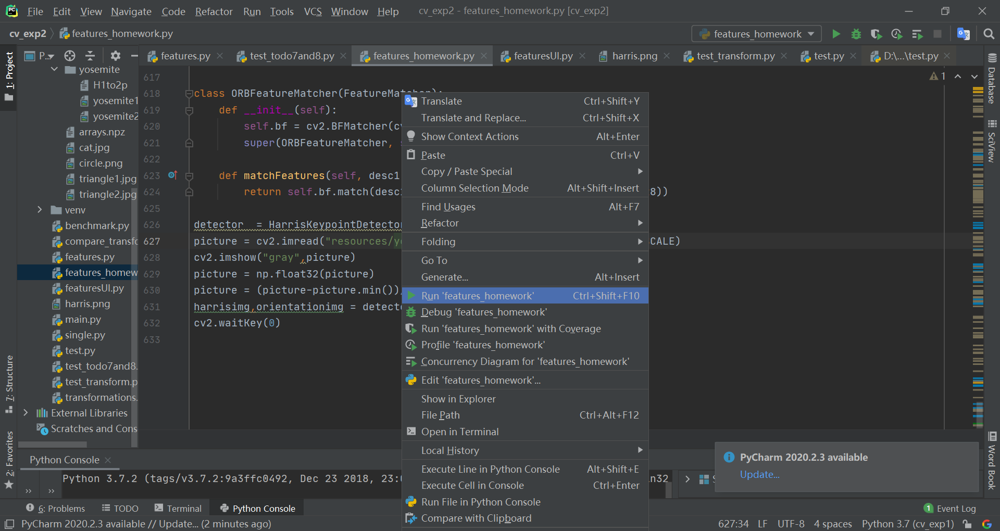 File Edit View Navigate Code Refactor Run Tools VCS Window Help cv_exp2 - features_homework.py [cv_exp2]
cv_exp2 features_homework.py features_homework
P... features.py test_todo7and8.py features_homework.py featuresUI.py harris.png test_transform.py test.py D:\...\test.py
1: Project
7: Structure
2: Favorites
yosemite
H1to2p
yosemite1
yosemite2
arrays.npz
cat.jpg
circle.png
triangle1.jpg
triangle2.jpg
venv
benchmark.py
compare_transfo
features.py
features_homew
featuresUI.py
harris.png
main.py
single.py
test.py
test_todo7and8.
test_transform.p
transformations.
External Libraries
Scratches and Cons
617
618 class ORBFeatureMatcher(FeatureMatcher):
619 def __init__(self):
620 self.bf = cv2.BFMatcher(cv
621 super(ORBFeatureMatcher, s
622
623 def matchFeatures(self, desc1
624 return self.bf.match(desc 8))
625
626 detector = HarrisKeypointDetector
627 picture = cv2.imread("resources/yo CALE)
628 cv2.imshow("gray",picture)
629 picture = np.float32(picture)
630 picture = (picture-picture.min())
631 harrisimg,orientationimg = detecto
632 cv2.waitKey(0)
633
1
Translate Ctrl+Shift+Y
Translate and Replace... Ctrl+Shift+X
Show Context Actions Alt+Enter
Paste Ctrl+V
Copy / Paste Special
Column Selection Mode Alt+Shift+Insert
Find Usages Alt+F7
Refactor
Folding
Go To
Generate... Alt+Insert
Run 'features_homework' Ctrl+Shift+F10
Debug 'features_homework'
Run 'features_homework' with Coverage
Profile 'features_homework'
Concurrency Diagram for 'features_homework'
Edit 'features_homework'...
Show in Explorer
File Path Ctrl+Alt+F12
Open in Terminal
Local History
Execute Line in Python Console Alt+Shift+E
Execute Cell in Console Ctrl+Enter
Run File in Python Console
Compare with Clipboard
Database
SciView
Word Book
PyCharm 2020.2.3 available
Update...
Python Console
Python 3.7.2 (tags/v3.7.2:9a3ffc0492, Dec 23 2018, 23:0 n32
6: Problems TODO Terminal Python Console 1 Event Log
PyCharm 2020.2.3 available // Update... (2 minutes ago) 627:34 LF UTF-8 4 spaces Python 3.7 (cv_exp1)